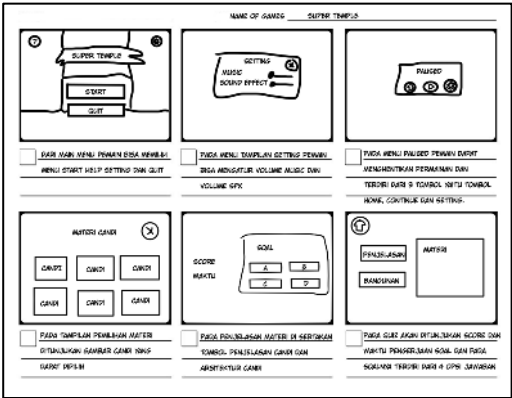 NAME OF GAMES SUPER TEMPLE
?
SUPER TEMPLE
START
QUIT
SETTING
X
MUSIC
SOUND EFFECT
PAUSED
DARI MAIN MENU PEMAIN BISA MEMILIH
MENU START HELP SETTING DAN QUIT
PADA MENU TAMPILAN SETTING PEMAIN
BISA MENGATUR VOLUME MUSIC DAN
VOLUME SFX
PADA MENU PAUSED PEMAIN DAPAT
MENGHENTIKAN PERMAINAN DAN
TERDIRI DARI 3 TOMBOL YAITU TOMBOL
HOME, CONTINUE DAN SETTING.
MATERI CANDI
X
CANDI CANDI CANDI
CANDI CANDI CANDI
SOAL
SCORE
WAKTU
A B
C D
PENJELASAN
BANGUNAN
MATERI
PADA TAMPILAN PEMILIHAN MATERI
DITUNJUKAN GAMBAR CANDI YANG
DAPAT DIPILIH
PADA PENJELASAN MATERI DI SERTAKAN
TOMBOL PENJELASAN CANDI DAN
ARSITEKTUR CANDI
PADA QUIZ AKAN DITUNJUKAN SCORE DAN
WAKTU PENGERJAAN SOAL DAN PADA
SOALNYA TERDIRI DARI 4 OPSI JAWABAN